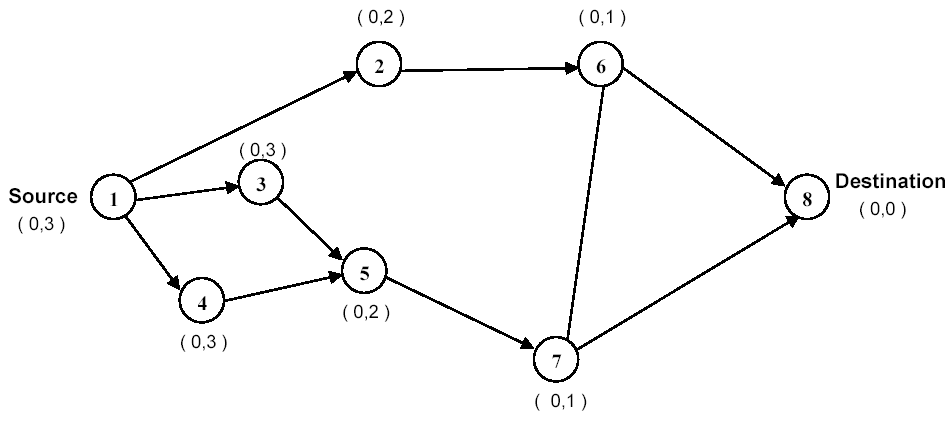 ( 0,2 )
( 0,1 )
2
6
( 0,3 )
3
Source
1
( 0,3 )
Destination
8
( 0,0 )
5
( 0,2 )
4
( 0,3 )
7
( 0,1 )